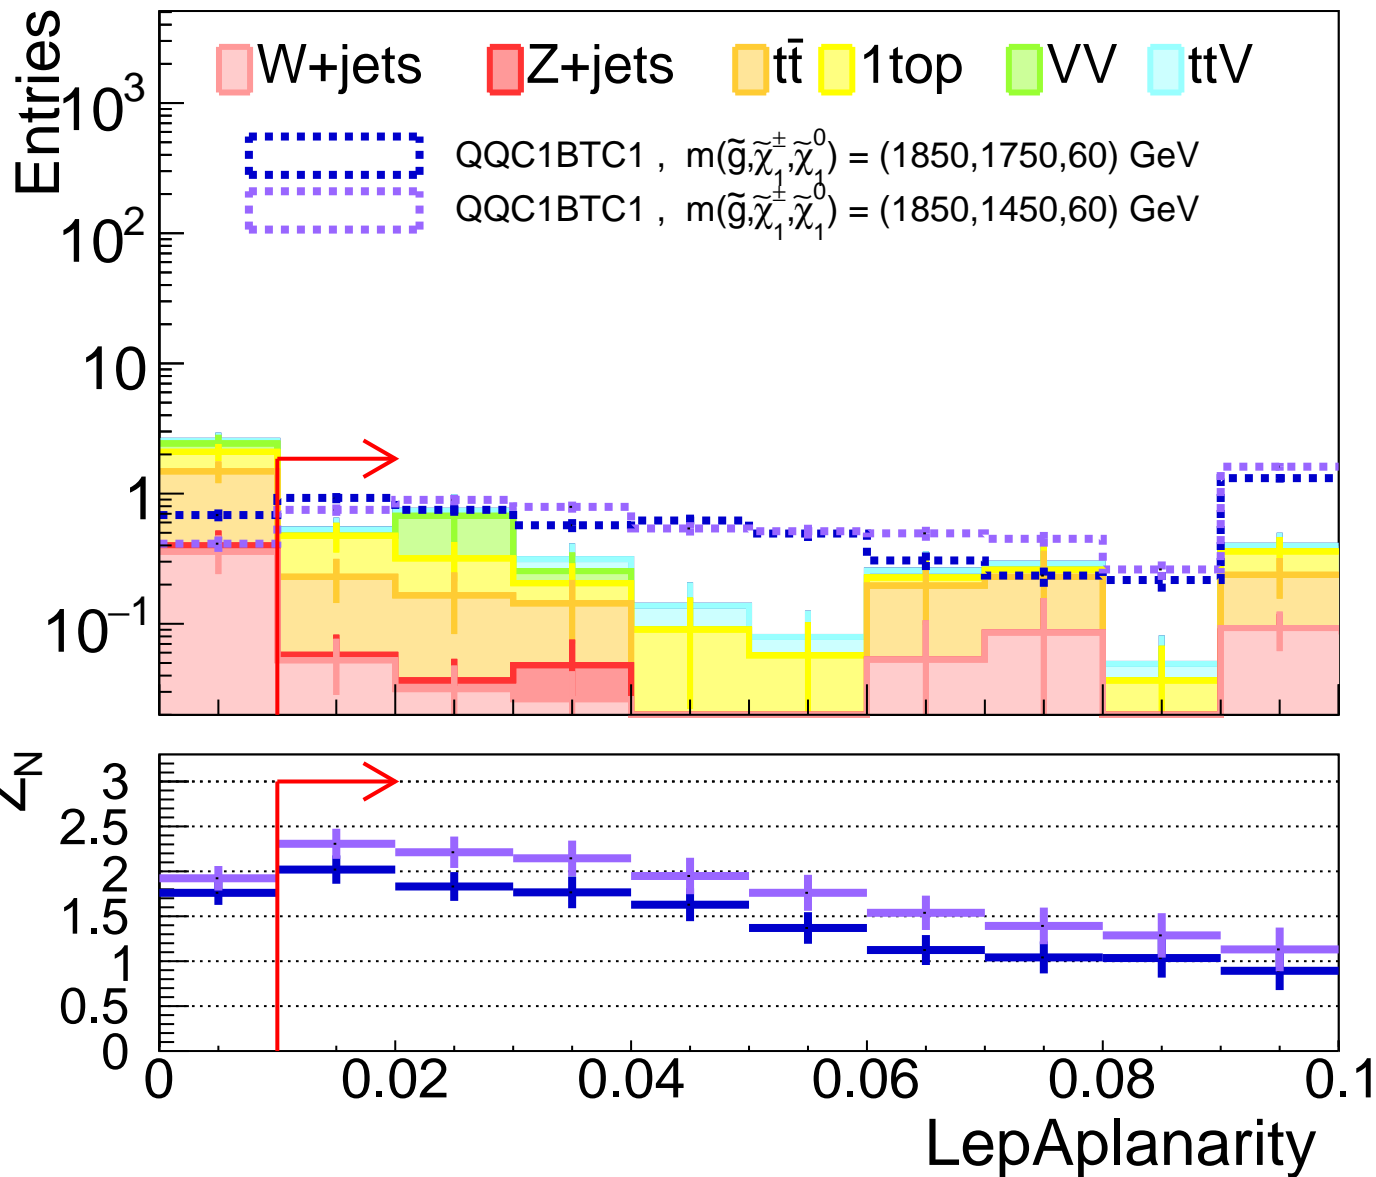 Entries
W+jets Z+jets tt̄ 1top VV ttV
QQC1BTC1 , m(g̃,χ̃₁±,χ̃₁⁰) = (1850,1750,60) GeV
QQC1BTC1 , m(g̃,χ̃₁±,χ̃₁⁰) = (1850,1450,60) GeV
10³
10²
10
1
10⁻¹
Z_N
3
2.5
2
1.5
1
0.5
0
0 0.02 0.04 0.06 0.08 0.1
LepAplanarity